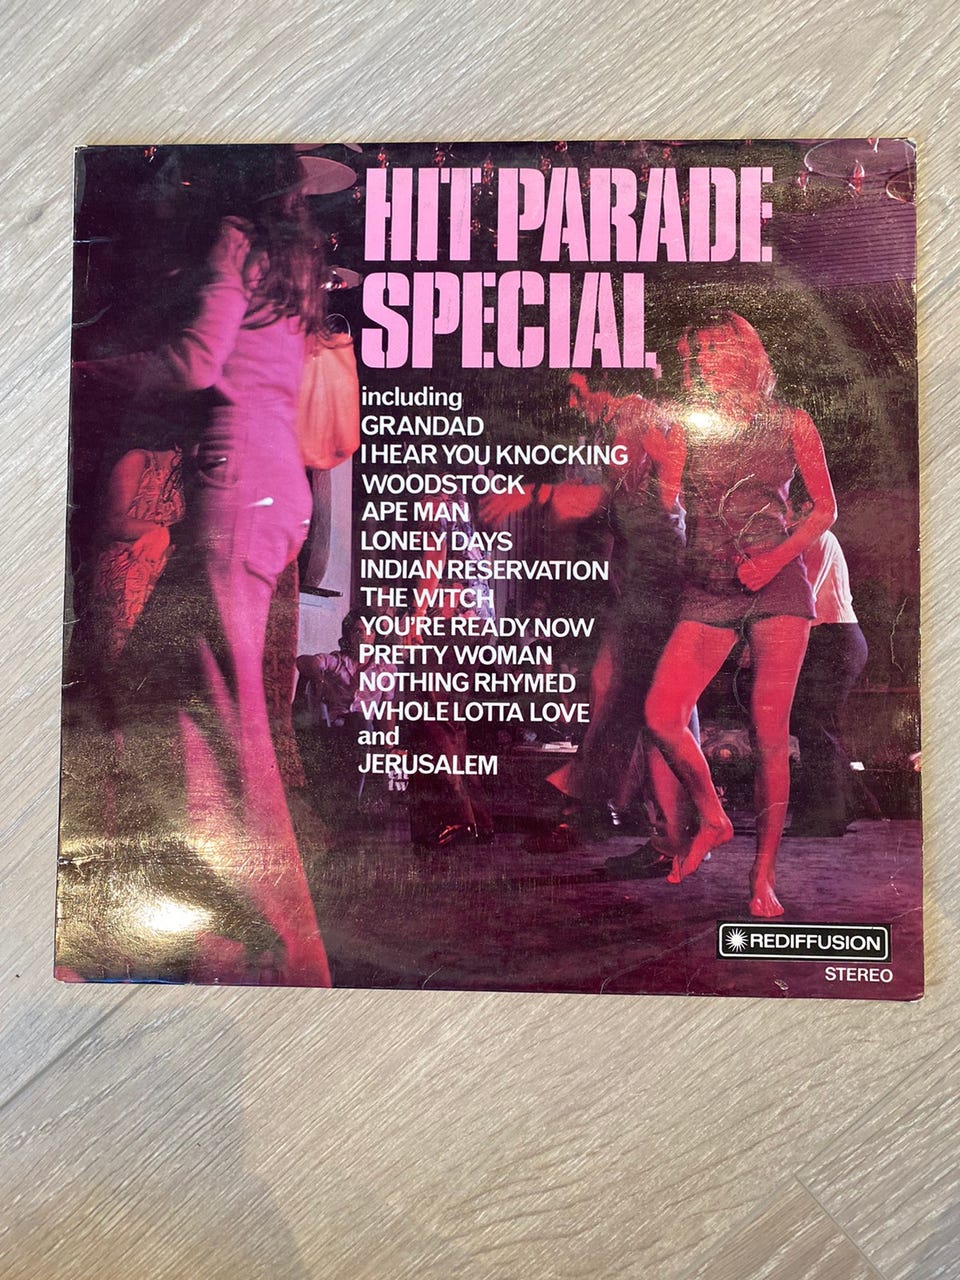 HIT PARADE
SPECIAL
including
GRANDAD
I HEAR YOU KNOCKING
WOODSTOCK
APE MAN
LONELY DAYS
INDIAN RESERVATION
THE WITCH
YOU'RE READY NOW
PRETTY WOMAN
NOTHING RHYMED
WHOLE LOTTA LOVE
and
JERUSALEM
REDIFFUSION
STEREO